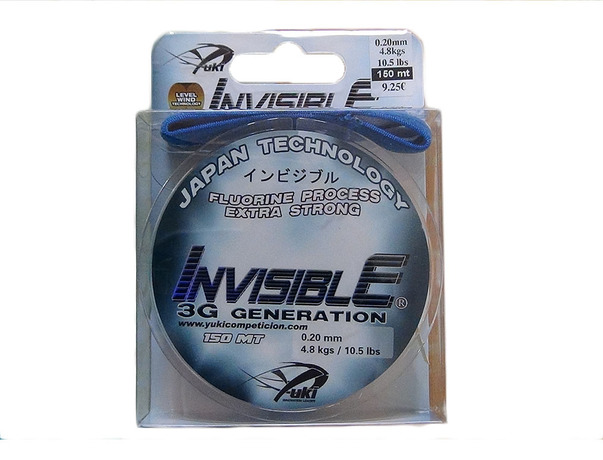 Yuki
0.20mm
4.8kgs
10.5 lbs
150 mt
9.25€
LEVEL
WIND
TECHNOLOGY
INVISIBLE
JAPAN TECHNOLOGY
インビジブル
FLUORINE PROCESS
EXTRA STRONG
INVISIBLE®
3G GENERATION
www.yukicompeticion.com
150 MT
0.20 mm
4.8 kgs / 10.5 lbs
Yuki